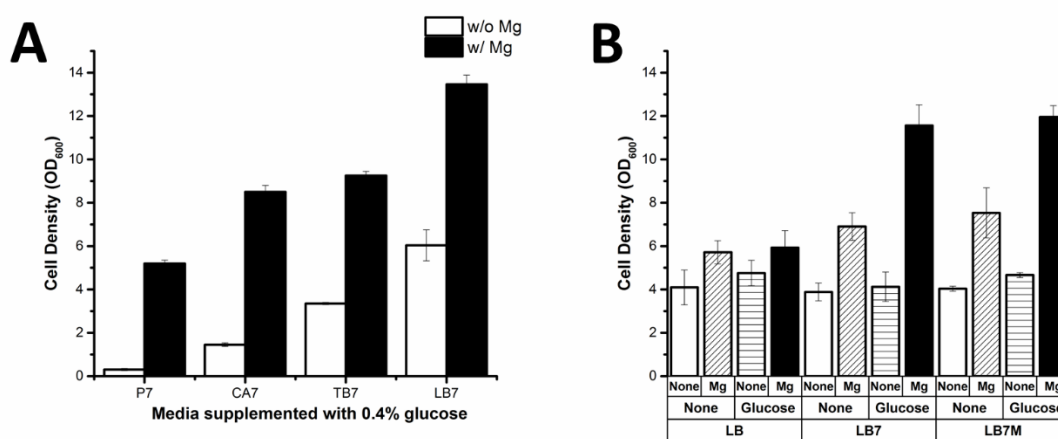 A
w/o Mg
w/ Mg
14
12
10
8
6
4
2
0
Cell Density (OD600)
P7 CA7 TB7 LB7
Media supplemented with 0.4% glucose
B
14
12
10
8
6
4
2
0
Cell Density (OD600)
None Mg None Mg None Mg None Mg None Mg None Mg
None Glucose None Glucose None Glucose
LB LB7 LB7M